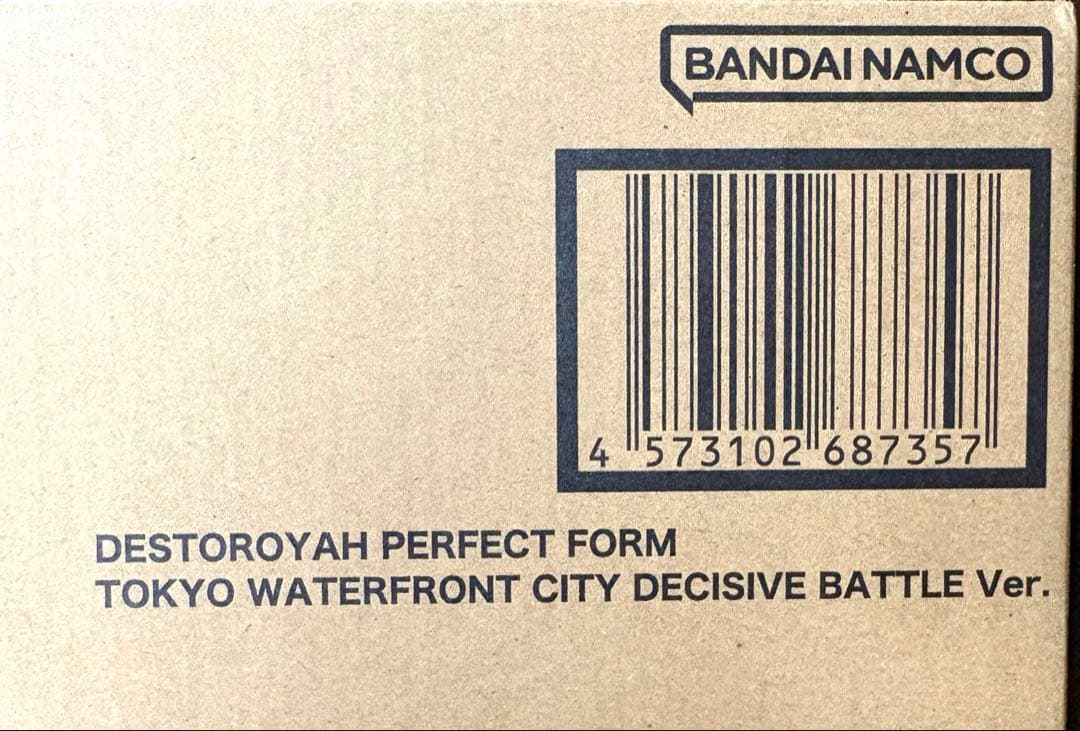 BANDAI NAMCO
4 573102 687357
DESTOROYAH PERFECT FORM
TOKYO WATERFRONT CITY DECISIVE BATTLE Ver.